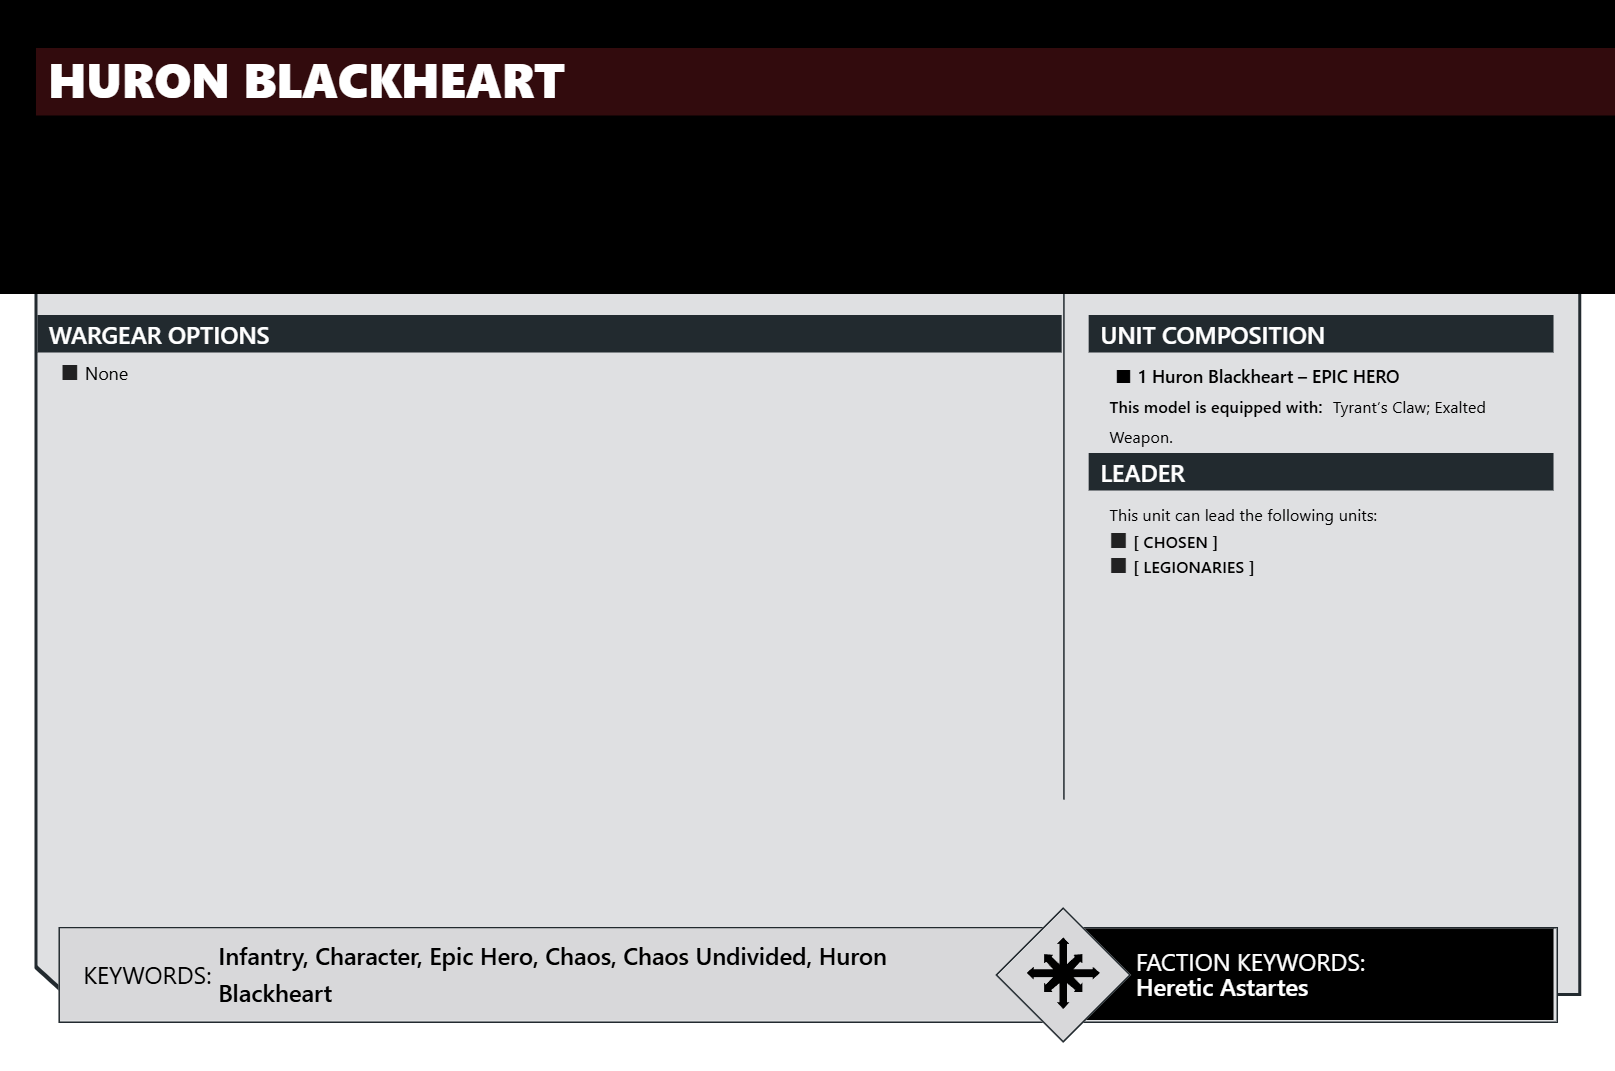 HURON BLACKHEART
WARGEAR OPTIONS
■ None
UNIT COMPOSITION
■ 1 Huron Blackheart – EPIC HERO
This model is equipped with: Tyrant's Claw; Exalted
Weapon.
LEADER
This unit can lead the following units:
■ [ CHOSEN ]
■ [ LEGIONARIES ]
KEYWORDS: Infantry, Character, Epic Hero, Chaos, Chaos Undivided, Huron
Blackheart
FACTION KEYWORDS:
Heretic Astartes